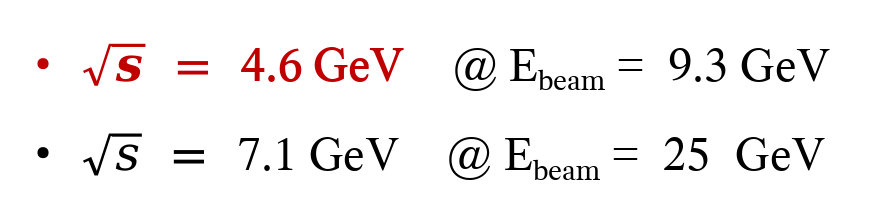 • √s = 4.6 GeV @ E_beam = 9.3 GeV
• √s = 7.1 GeV @ E_beam = 25 GeV